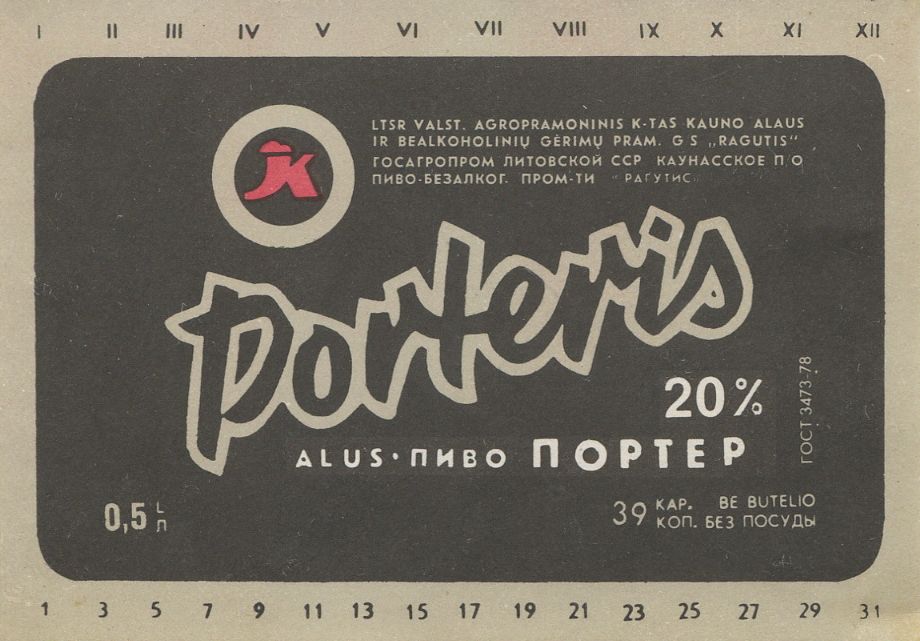 I II III IV V VI VII VIII IX X XI XII
K
LTSR VALST. AGROPRAMONINIS K-TAS KAUNO ALAUS
IR BEALKOHOLINIŲ GĖRIMŲ PRAM. G S „RAGUTIS"
ГОСАГРОПРОМ ЛИТОВСКОЙ ССР КАУНАССКОЕ П/О
ПИВО-БЕЗАЛКОГ. ПРОМ-ТИ "РАГУТИС"
Porteris
20%
ГОСТ 3473-78
ALUS·ПИВО ПОРТЕР
0,5 L
Л
39 KAP. BE BUTELIO
КОП. БЕЗ ПОСУДЫ
1 3 5 7 9 11 13 15 17 19 21 23 25 27 29 31